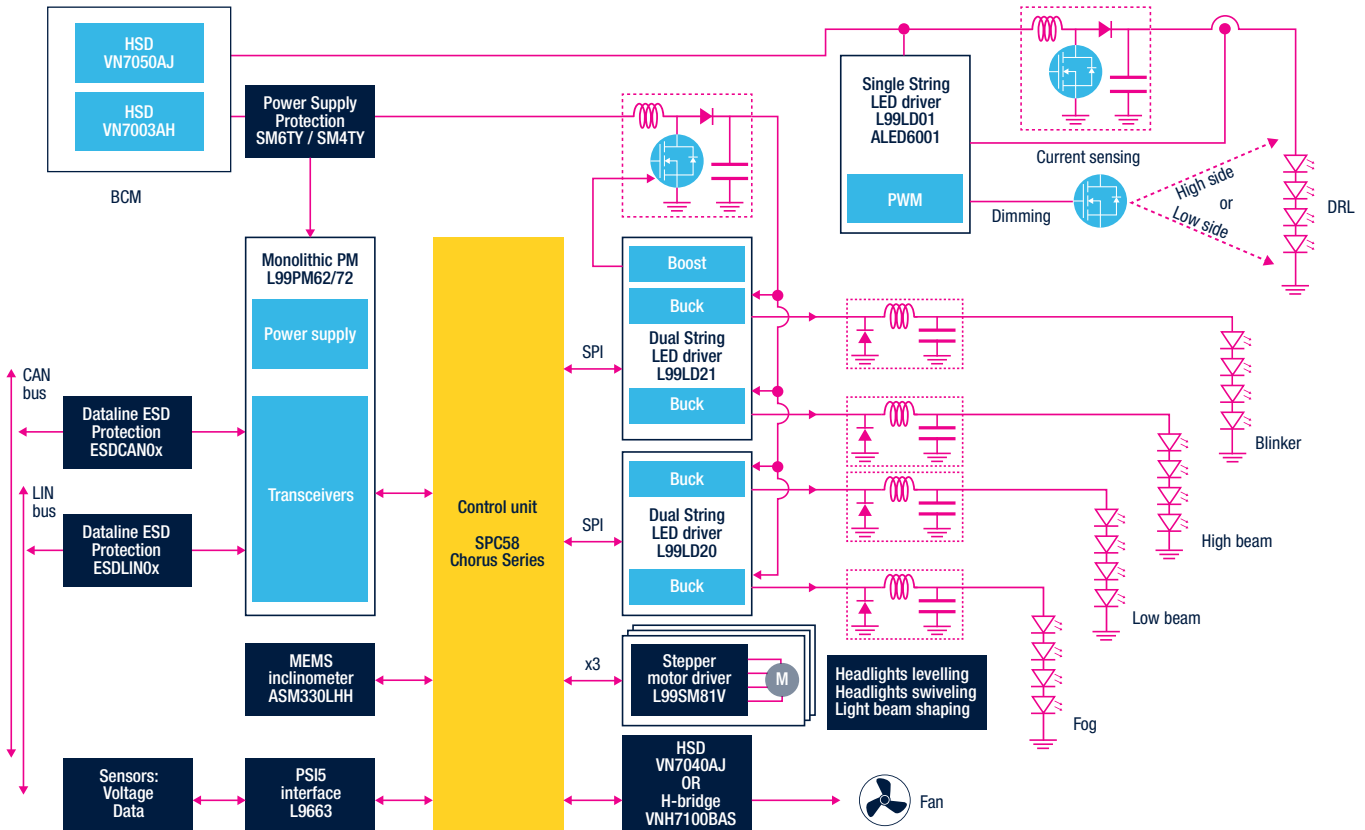 HSD
VN7050AJ
HSD
VN7003AH
BCM
Power Supply
Protection
SM6TY / SM4TY
Single String
LED driver
L99LD01
ALED6001
PWM
Current sensing
Dimming
High side
or
Low side
DRL
Monolithic PM
L99PM62/72
Power supply
Transceivers
CAN
bus
Dataline ESD
Protection
ESDCAN0x
LIN
bus
Dataline ESD
Protection
ESDLIN0x
Control unit
SPC58
Chorus Series
SPI
Boost
Buck
Dual String
LED driver
L99LD21
Buck
Blinker
SPI
Buck
Dual String
LED driver
L99LD20
Buck
High beam
Low beam
Fog
MEMS
inclinometer
ASM330LHH
x3
Stepper
motor driver
L99SM81V
M
Headlights levelling
Headlights swiveling
Light beam shaping
Sensors:
Voltage
Data
PSI5
interface
L9663
HSD
VN7040AJ
OR
H-bridge
VNH7100BAS
Fan